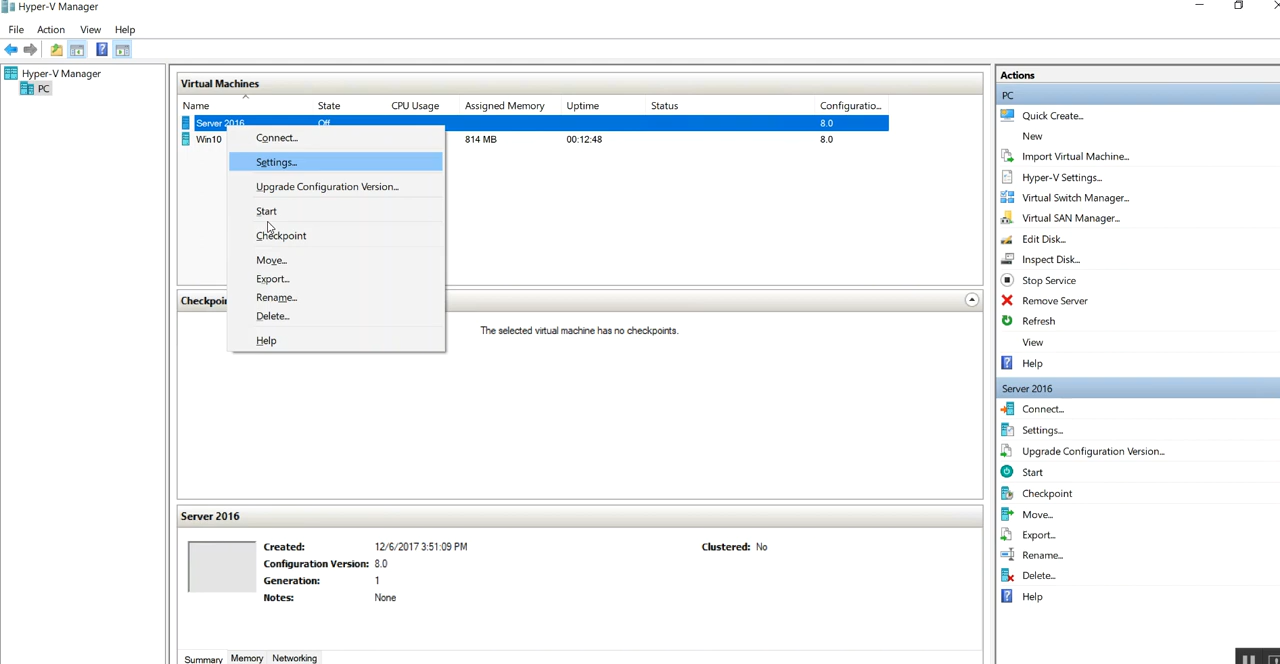 Hyper-V Manager
File Action View Help
Hyper-V Manager
PC
Virtual Machines
Name State CPU Usage Assigned Memory Uptime Status Configuratio...
Server 2016 Off 8.0
Win10 814 MB 00:12:48 8.0
Connect...
Settings...
Upgrade Configuration Version...
Start
Checkpoint
Move...
Export...
Rename...
Delete...
Help
Checkpoin
The selected virtual machine has no checkpoints.
Server 2016
Created: 12/6/2017 3:51:09 PM Clustered: No
Configuration Version: 8.0
Generation: 1
Notes: None
Summary Memory Networking
Actions
PC
Quick Create...
New
Import Virtual Machine...
Hyper-V Settings...
Virtual Switch Manager...
Virtual SAN Manager...
Edit Disk...
Inspect Disk...
Stop Service
Remove Server
Refresh
View
Help
Server 2016
Connect...
Settings...
Upgrade Configuration Version...
Start
Checkpoint
Move...
Export...
Rename...
Delete...
Help